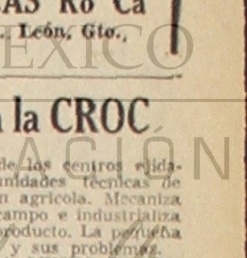 AS Ro Ca
., León, Gto.,
MEXICO
la CROC
de los centros ejida-
unidades técnicas de
n agrícola. Mecaniza
campo e industrializa
producto. La pequeña
y sus problemas.